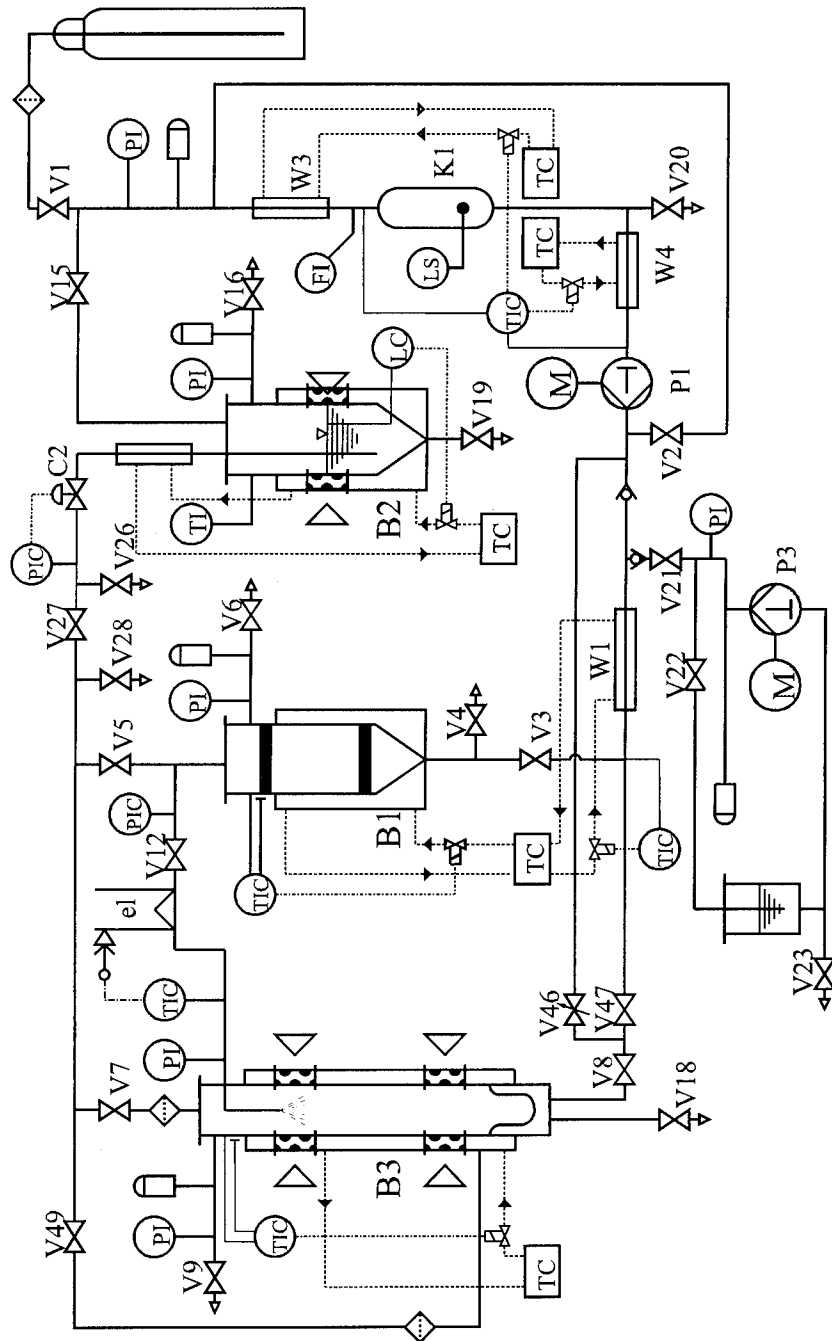 PIC
V49
V27
C2
V15
V1
V7
V5
V28
V26
el
PIC
PI
V12
PI
TIC
PI
V9
PI
TI
PI
V6
V16
TIC
TIC
W3
FI
B3
B1
B2
LC
LS
K1
V4
V19
TC
TIC
TC
TC
V3
TC
TC
V46
M
V8
V47
W1
TIC
W4
V18
V22
V21
V2
P1
V20
PI
M
P3
V23